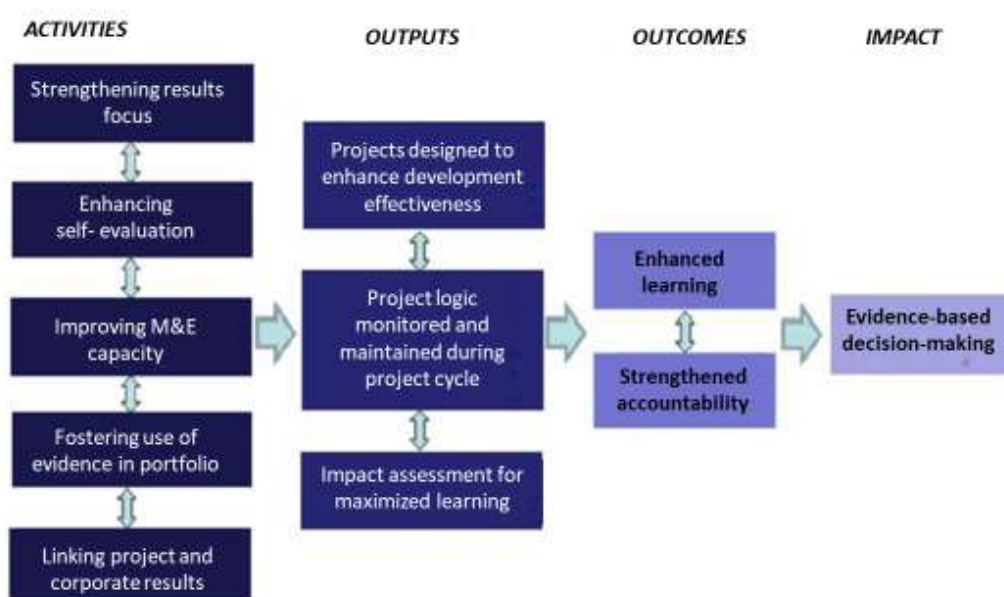 ACTIVITIES
Strengthening results
focus
Enhancing
self- evaluation
Improving M&E
capacity
Fostering use of
evidence in portfolio
Linking project and
corporate results
OUTPUTS
Projects designed to
enhance development
effectiveness
Project logic
monitored and
maintained during
project cycle
Impact assessment for
maximized learning
OUTCOMES
Enhanced
learning
Strengthened
accountability
IMPACT
Evidence-based
decision-making